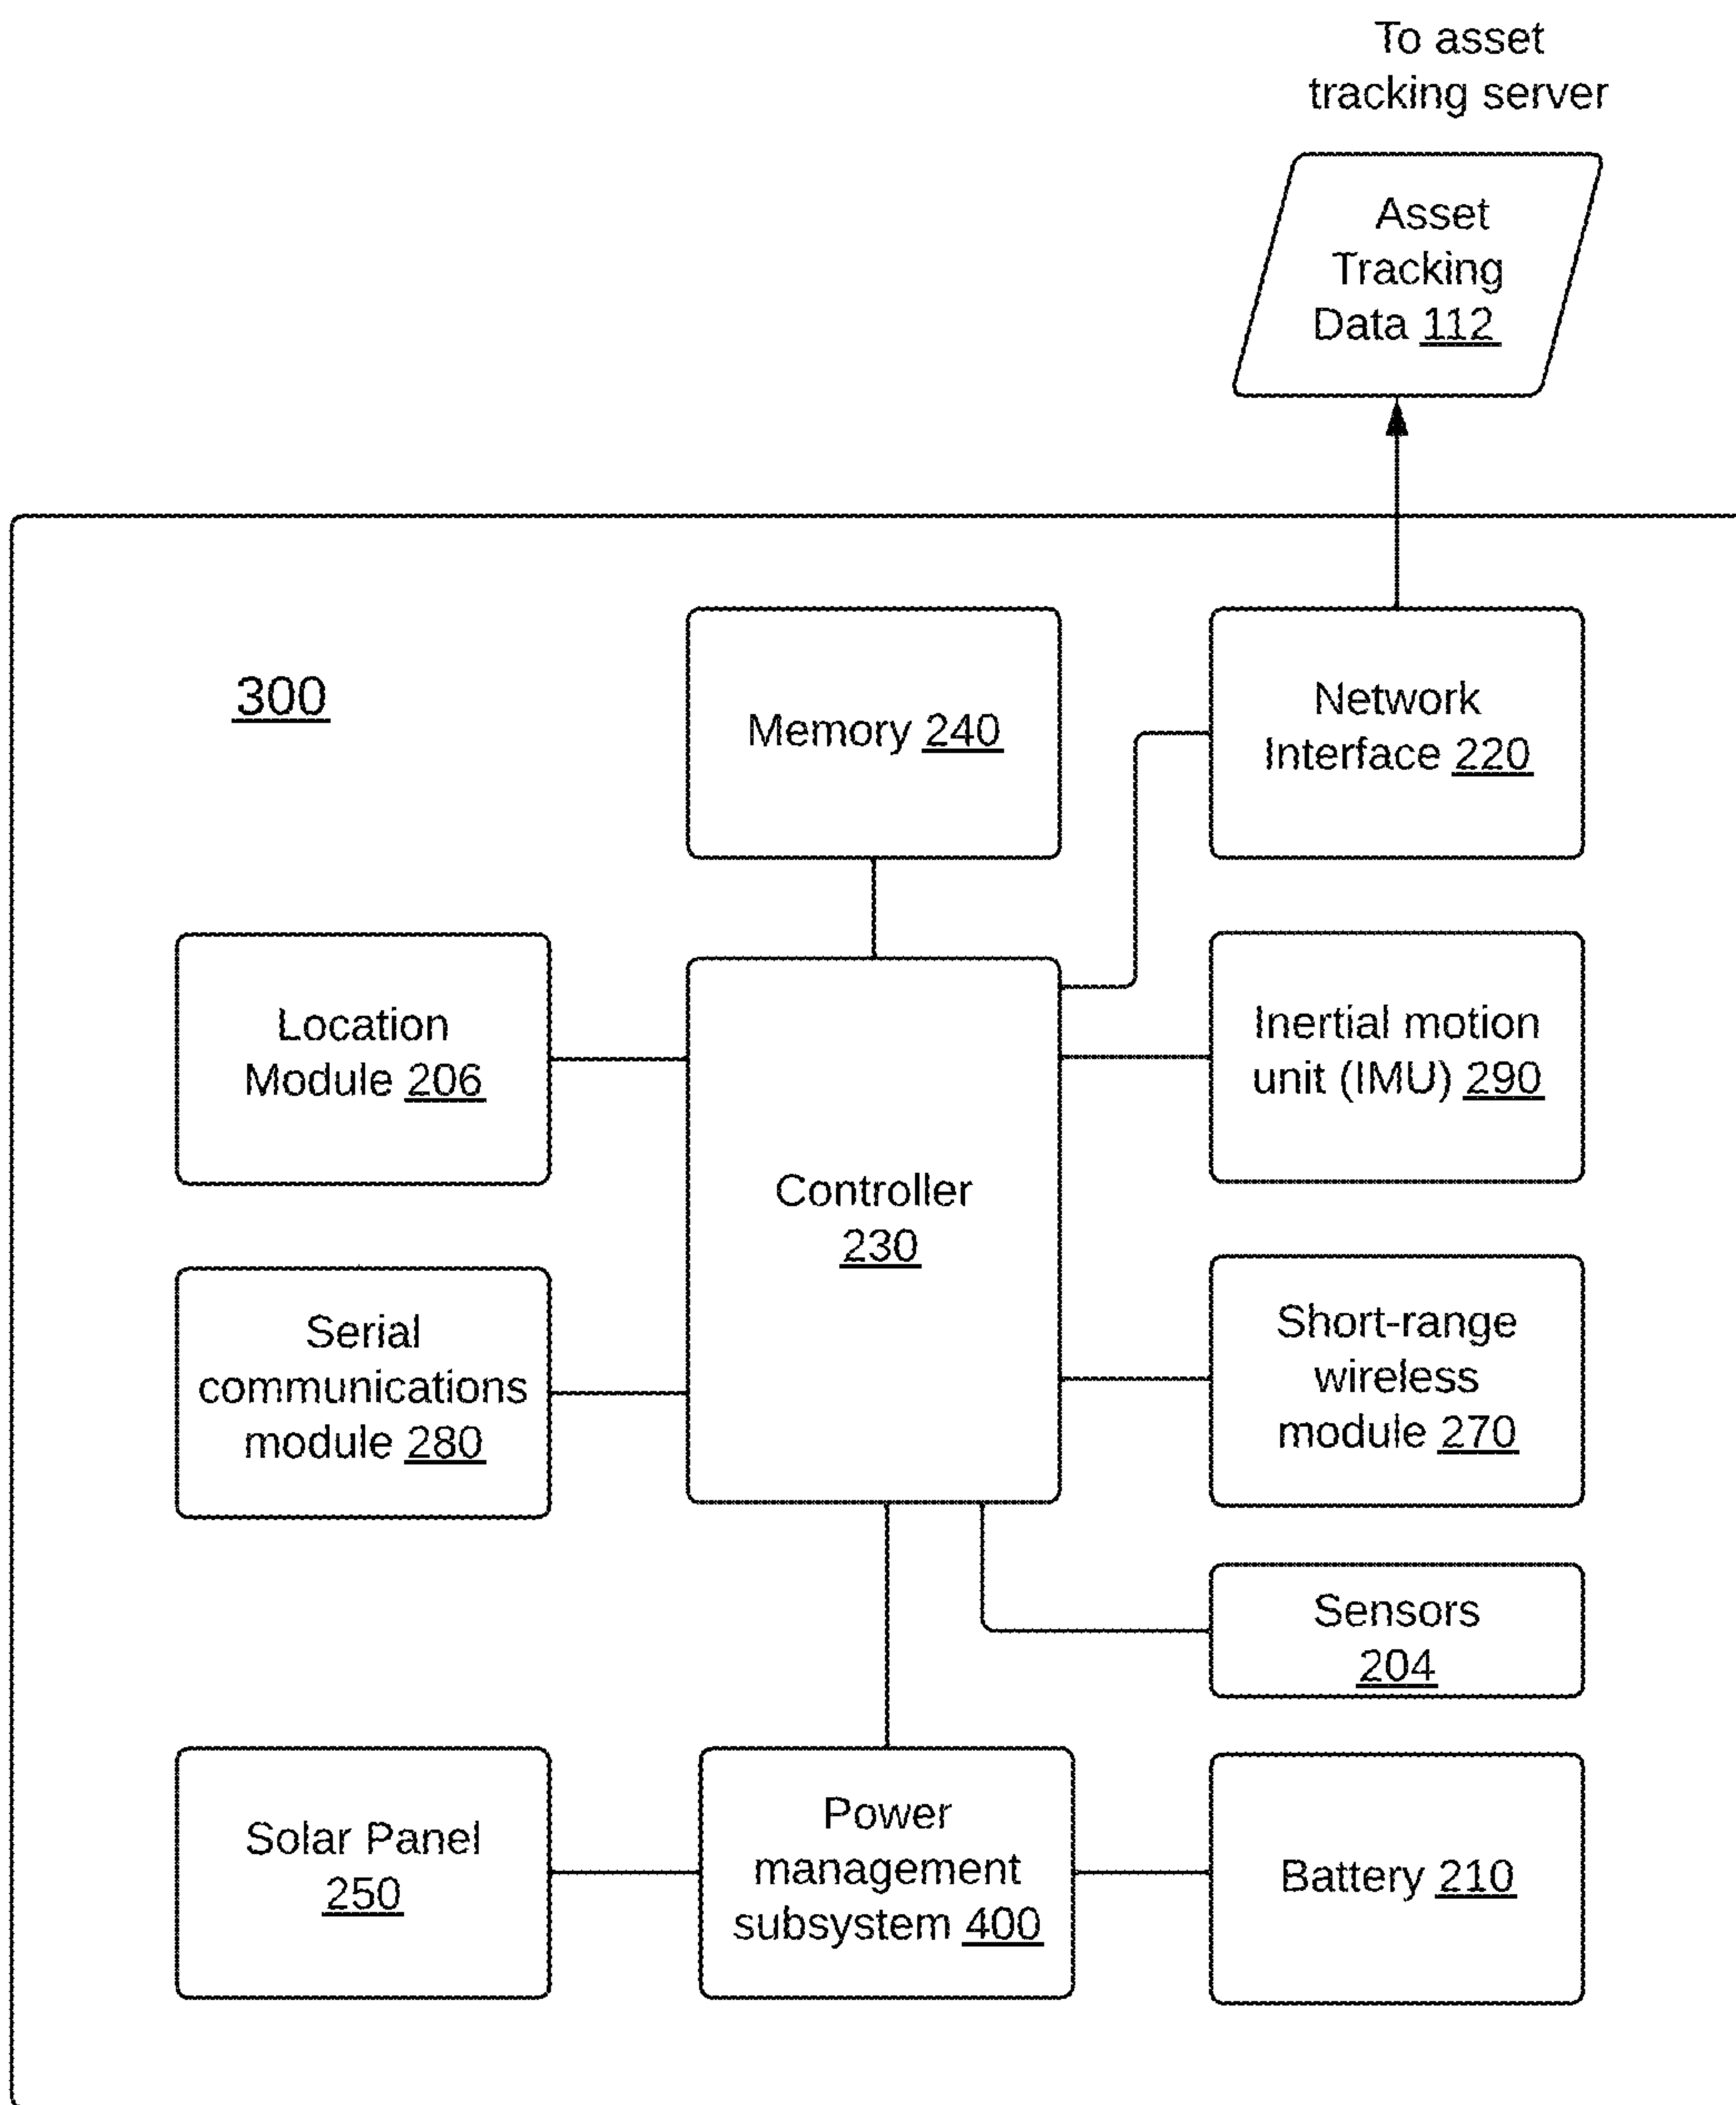 To asset
tracking server
Asset
Tracking
Data 112
300
Memory 240
Network
Interface 220
Location
Module 206
Inertial motion
unit (IMU) 290
Controller
230
Serial
communications
module 280
Short-range
wireless
module 270
Sensors
204
Solar Panel
250
Power
management
subsystem 400
Battery 210